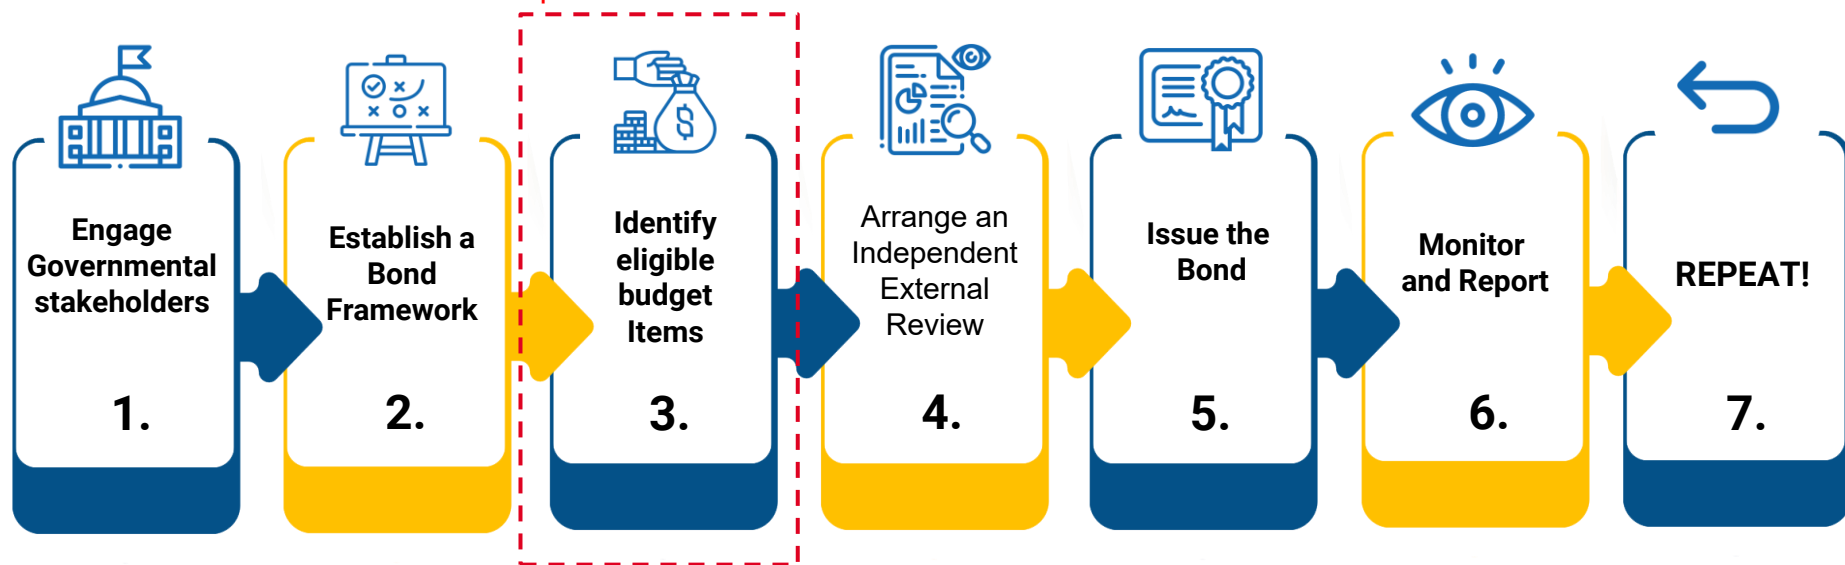 Engage
Governmental
stakeholders
1.
Establish a
Bond
Framework
2.
Identify
eligible
budget
Items
3.
Arrange an
Independent
External
Review
4.
Issue the
Bond
5.
Monitor
and Report
6.
REPEAT!
7.